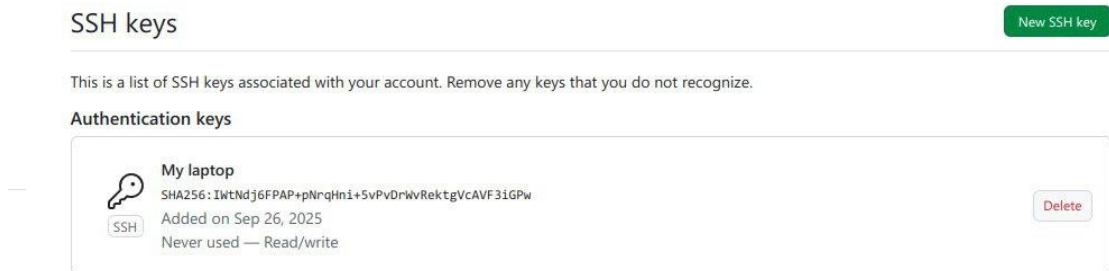 SSH keys
New SSH key
This is a list of SSH keys associated with your account. Remove any keys that you do not recognize.
Authentication keys
My laptop
SHA256:IWtNdj6FPAP+pNrqHni+5vPvDrWvRektgVcAVF3iGPw
SSH
Added on Sep 26, 2025
Never used — Read/write
Delete